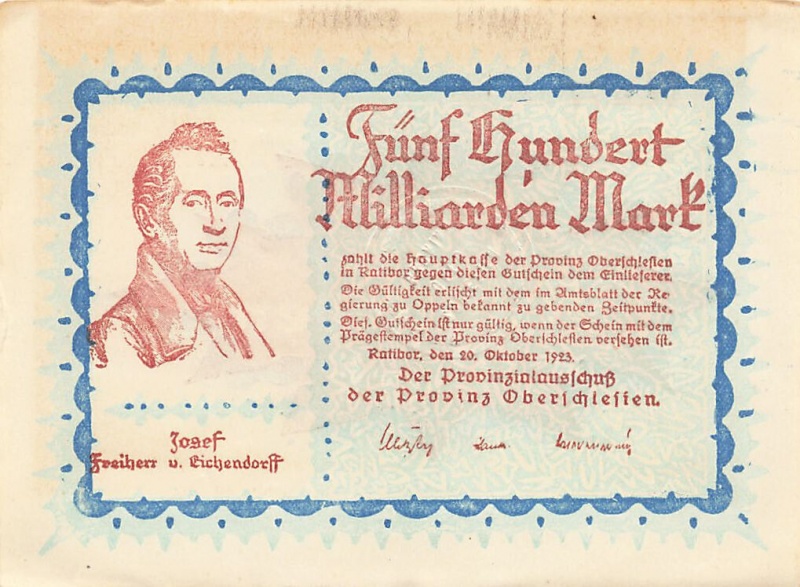 Fünf Hundert
Milliarden Mark
zahlt die Hauptkasse der Provinz Oberschlesien
in Ratibor gegen diesen Gutschein dem Einlieferer.
Die Gültigkeit erlischt mit dem im Amtsblatt der Re-
gierung zu Oppeln bekannt zu gebenden Zeitpunkte.
Dies. Gutschein ist nur gültig, wenn der Schein mit dem
Prägestempel der Provinz Oberschlesien versehen ist.
Ratibor, den 20. Oktober 1923.
Der Provinzialausschuß
der Provinz Oberschlesien.
Josef
Freiherr v. Eichendorff